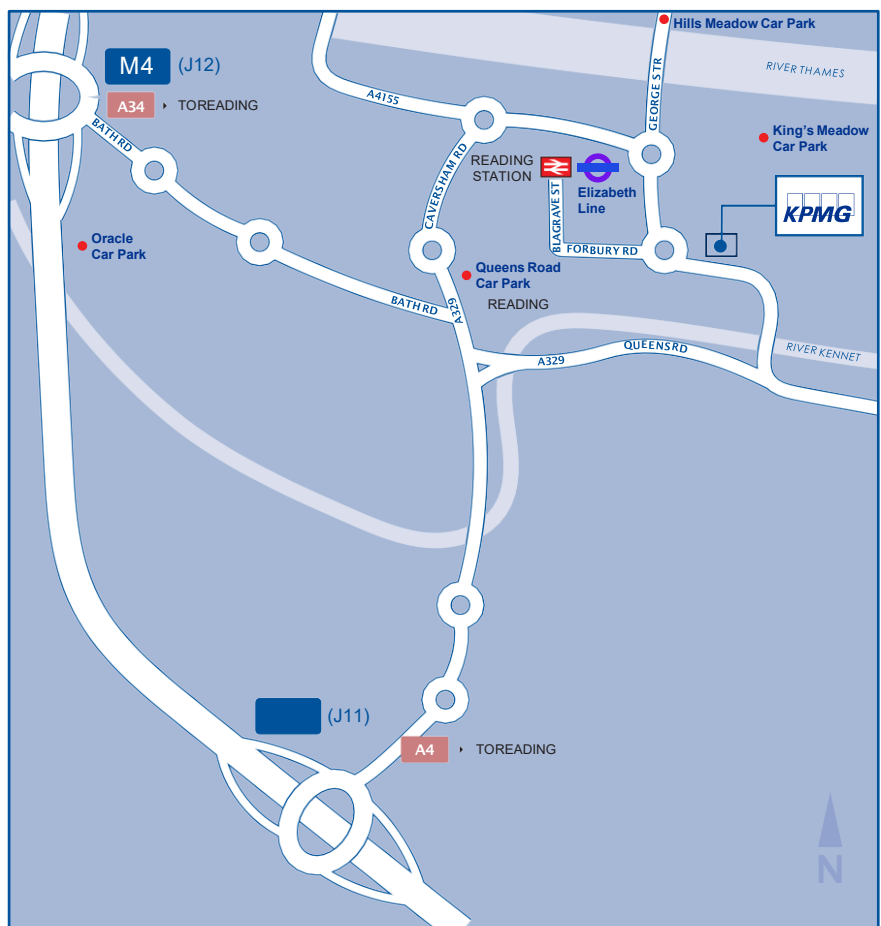 Hills Meadow Car Park
M4 (J12)
RIVER THAMES
A34 TOREADING
A4155
GEORGE STR
BATH RD
King's Meadow
Car Park
READING
STATION
CAVERSHAM RD
Elizabeth
Line
BLAGRAVE ST
KPMG
Oracle
Car Park
FORBURY RD
Queens Road
Car Park
READING
BATH RD
A329
QUEENS RD
RIVER KENNET
A329
(J11)
A4 TOREADING
N